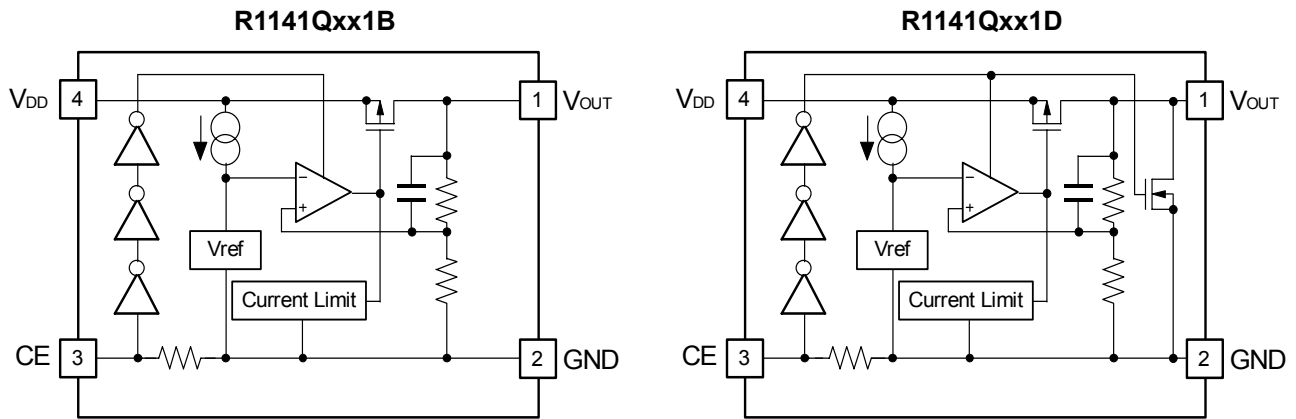 R1141Qxx1B
VDD
4
1
VOUT
−
+
Vref
Current Limit
CE
3
2
GND
R1141Qxx1D
VDD
4
1
VOUT
−
+
Vref
Current Limit
CE
3
2
GND